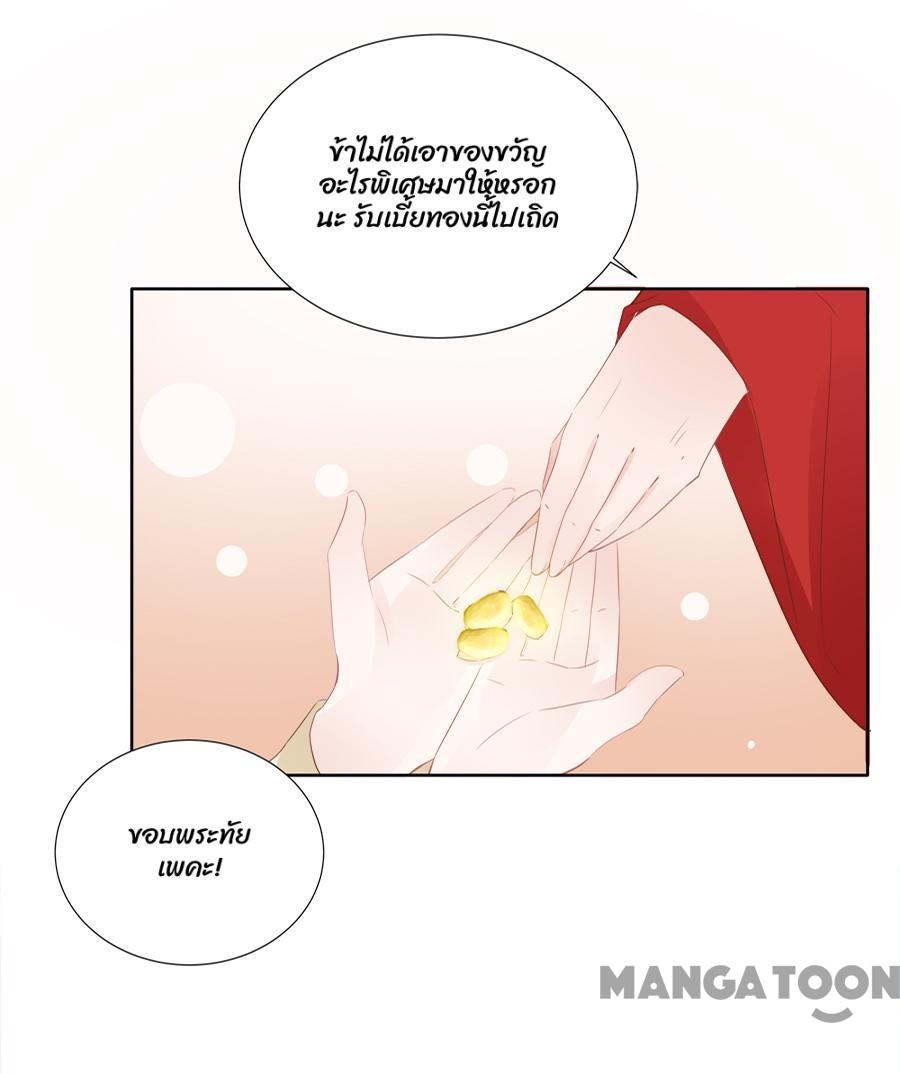 ข้าไม่ได้เอาของขวัญ
อะไรพิเศษมาให้หรอก
นะ รับเบี้ยทองนี้ไปเถิด
ขอบพระทัย
เพคะ!
MANGATOON